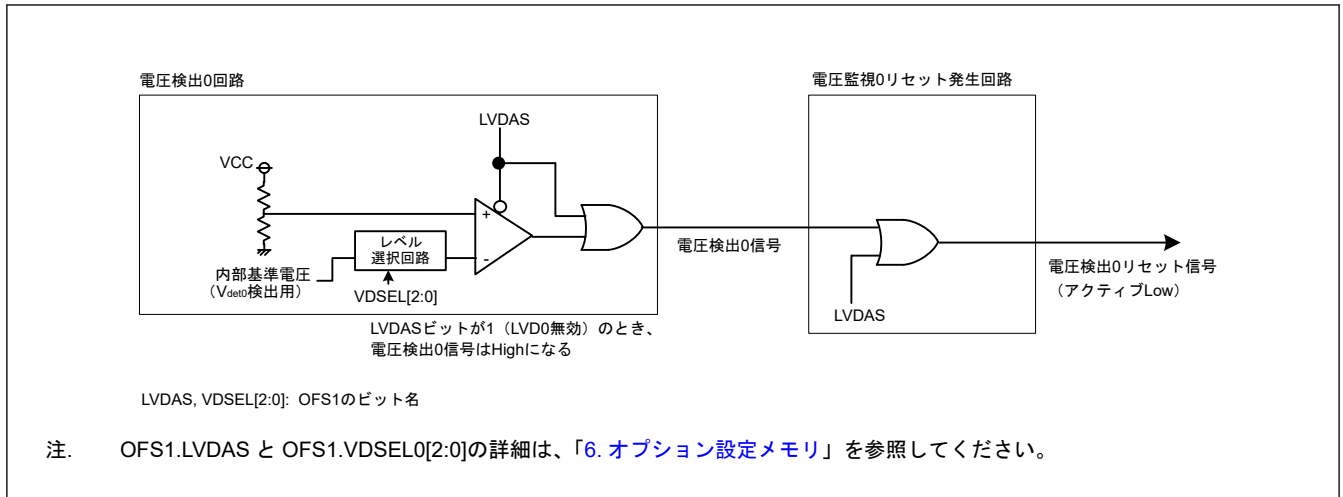 電圧検出0回路
電圧監視0リセット発生回路
LVDAS
VCC
+
レベル
選択回路
-
内部基準電圧
（Vdet0検出用）
VDSEL[2:0]
電圧検出0信号
LVDAS
電圧検出0リセット信号
（アクティブLow）
LVDASビットが1（LVD0無効）のとき、
電圧検出0信号はHighになる
LVDAS, VDSEL[2:0]: OFS1のビット名
注. OFS1.LVDAS と OFS1.VDSEL0[2:0]の詳細は、「6. オプション設定メモリ」を参照してください。